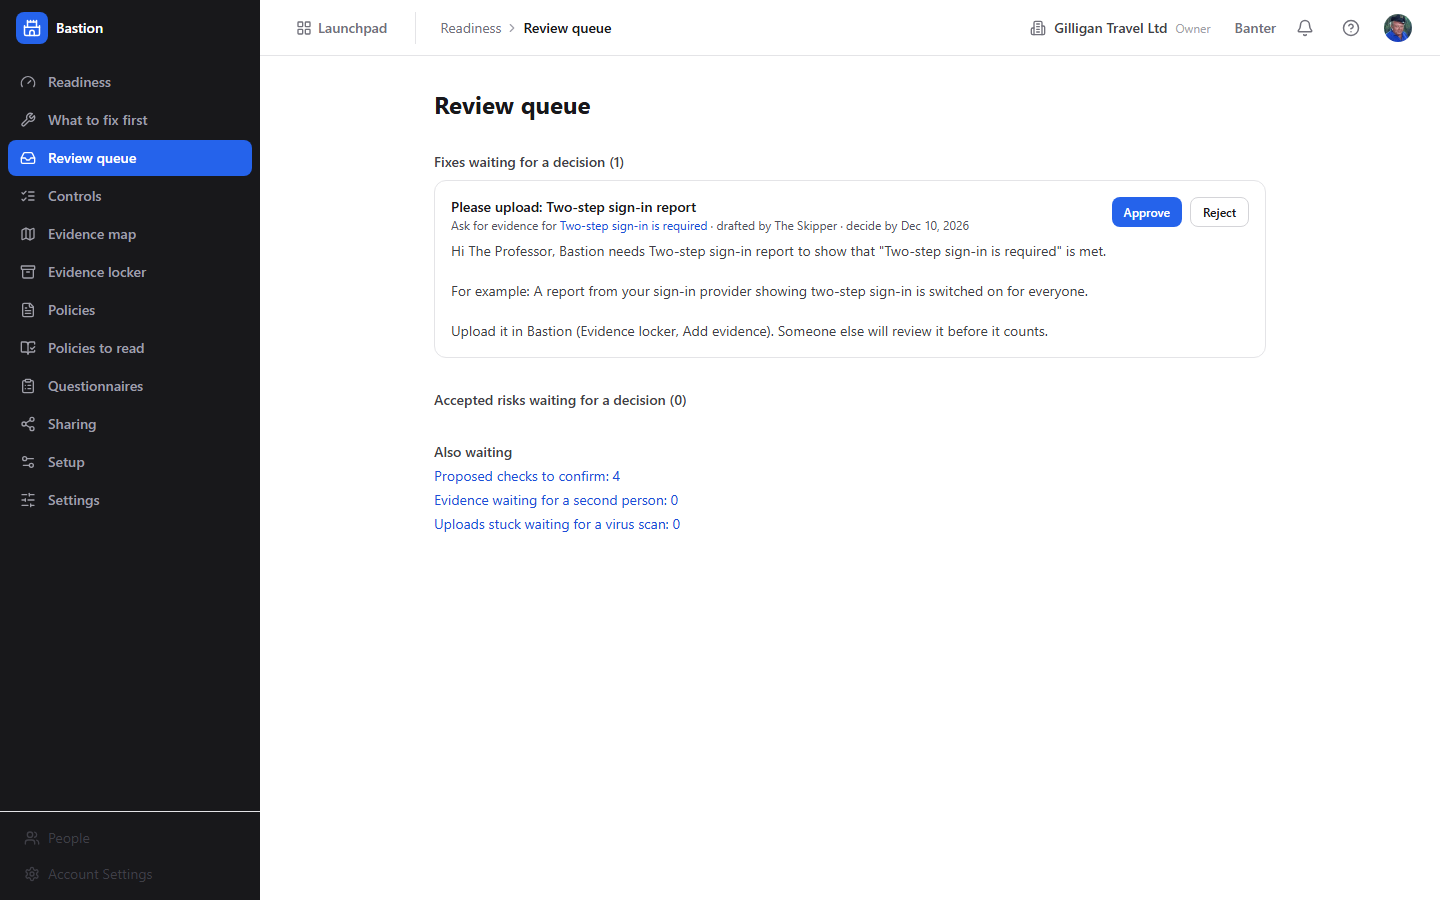 Bastion
Readiness
What to fix first
Review queue
Controls
Evidence map
Evidence locker
Policies
Policies to read
Questionnaires
Sharing
Setup
Settings
People
Account Settings
Launchpad
Readiness > Review queue
Gilligan Travel Ltd Owner
Banter
Review queue
Fixes waiting for a decision (1)
Please upload: Two-step sign-in report
Approve
Reject
Ask for evidence for Two-step sign-in is required · drafted by The Skipper · decide by Dec 10, 2026
Hi The Professor, Bastion needs Two-step sign-in report to show that "Two-step sign-in is required" is met.
For example: A report from your sign-in provider showing two-step sign-in is switched on for everyone.
Upload it in Bastion (Evidence locker, Add evidence). Someone else will review it before it counts.
Accepted risks waiting for a decision (0)
Also waiting
Proposed checks to confirm: 4
Evidence waiting for a second person: 0
Uploads stuck waiting for a virus scan: 0